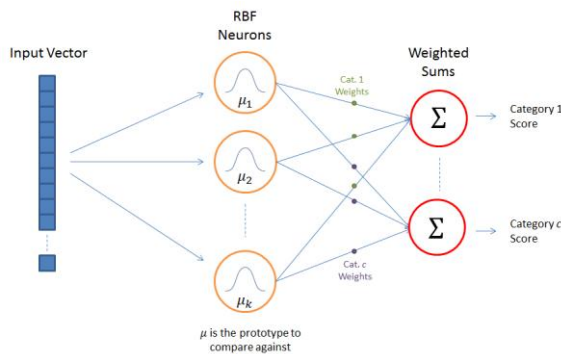 RBF
Neurons
Input Vector
Weighted
Sums
Cat. 1
Weights
μ₁
Σ
Category 1
Score
μ₂
Σ
Category c
Score
Cat. c
Weights
μₖ
μ is the prototype to
compare against